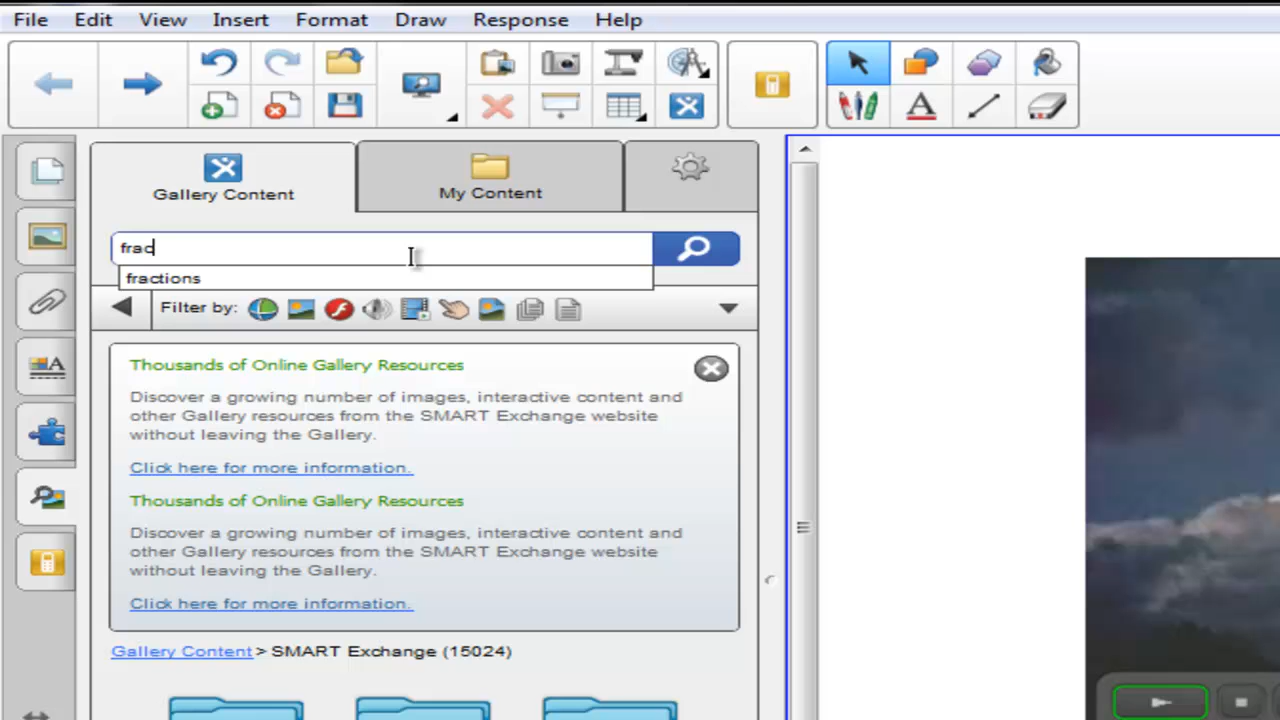 File Edit View Insert Format Draw Response Help
Gallery Content
My Content
frac
fractions
Filter by:
Thousands of Online Gallery Resources
Discover a growing number of images, interactive content and
other Gallery resources from the SMART Exchange website
without leaving the Gallery.
Click here for more information.
Thousands of Online Gallery Resources
Discover a growing number of images, interactive content and
other Gallery resources from the SMART Exchange website
without leaving the Gallery.
Click here for more information.
Gallery Content > SMART Exchange (15024)